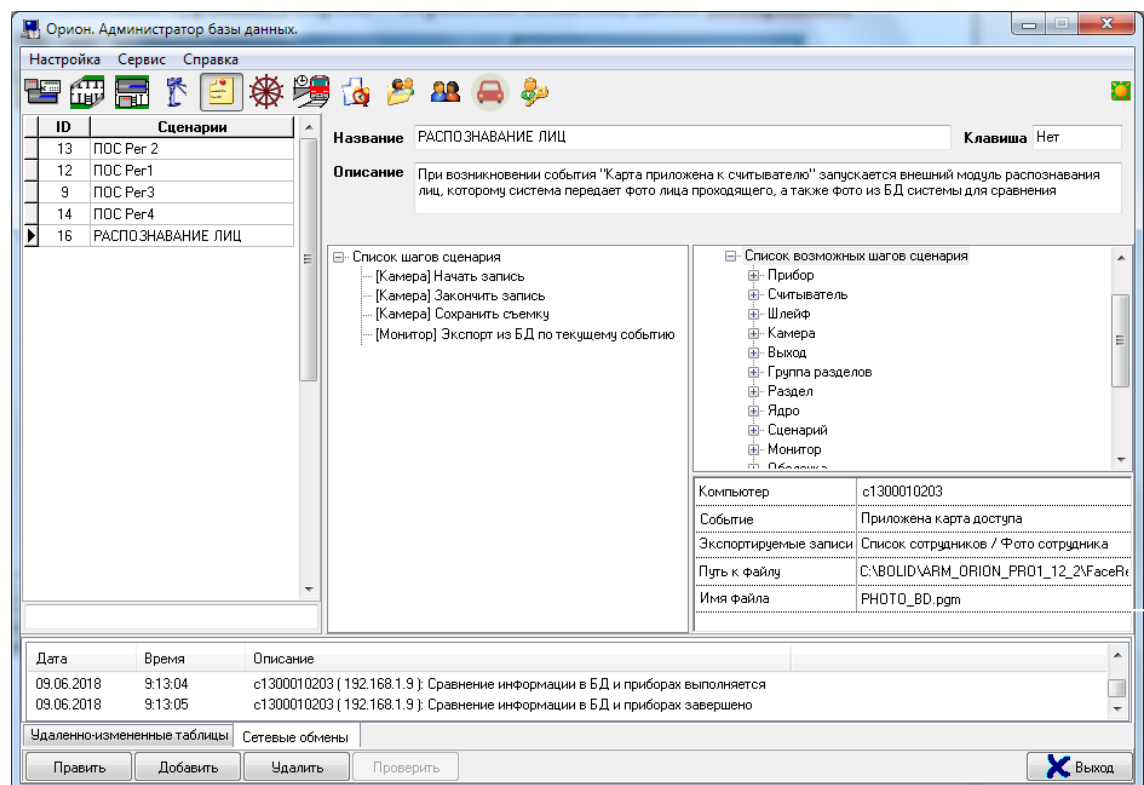 Орион. Администратор базы данных.
Настройка Сервис Справка
ID Сценарии
13 ПОС Рег 2
12 ПОС Рег1
9 ПОС Рег3
14 ПОС Рег4
16 РАСПОЗНАВАНИЕ ЛИЦ
Название РАСПОЗНАВАНИЕ ЛИЦ Клавиша Нет
Описание При возникновении события "Карта приложена к считывателю" запускается внешний модуль распознавания
лиц, которому система передает фото лица проходящего, а также фото из БД системы для сравнения
Список шагов сценария
[Камера] Начать запись
[Камера] Закончить запись
[Камера] Сохранить съемку
[Монитор] Экспорт из БД по текущему событию
Список возможных шагов сценария
Прибор
Считыватель
Шлейф
Камера
Выход
Группа разделов
Раздел
Ядро
Сценарий
Монитор
Компьютер c1300010203
Событие Приложена карта доступа
Экспортируемые записи Список сотрудников / Фото сотрудника
Путь к файлу C:\BOLID\ARM_ORION_PRO1_12_2\FaceRe
Имя файла PHOTO_BD.pgm
Дата Время Описание
09.06.2018 9:13:04 c1300010203 ( 192.168.1.9 ): Сравнение информации в БД и приборах выполняется
09.06.2018 9:13:05 c1300010203 ( 192.168.1.9 ): Сравнение информации в БД и приборах завершено
Удаленно-измененные таблицы Сетевые обмены
Править Добавить Удалить Проверить Выход